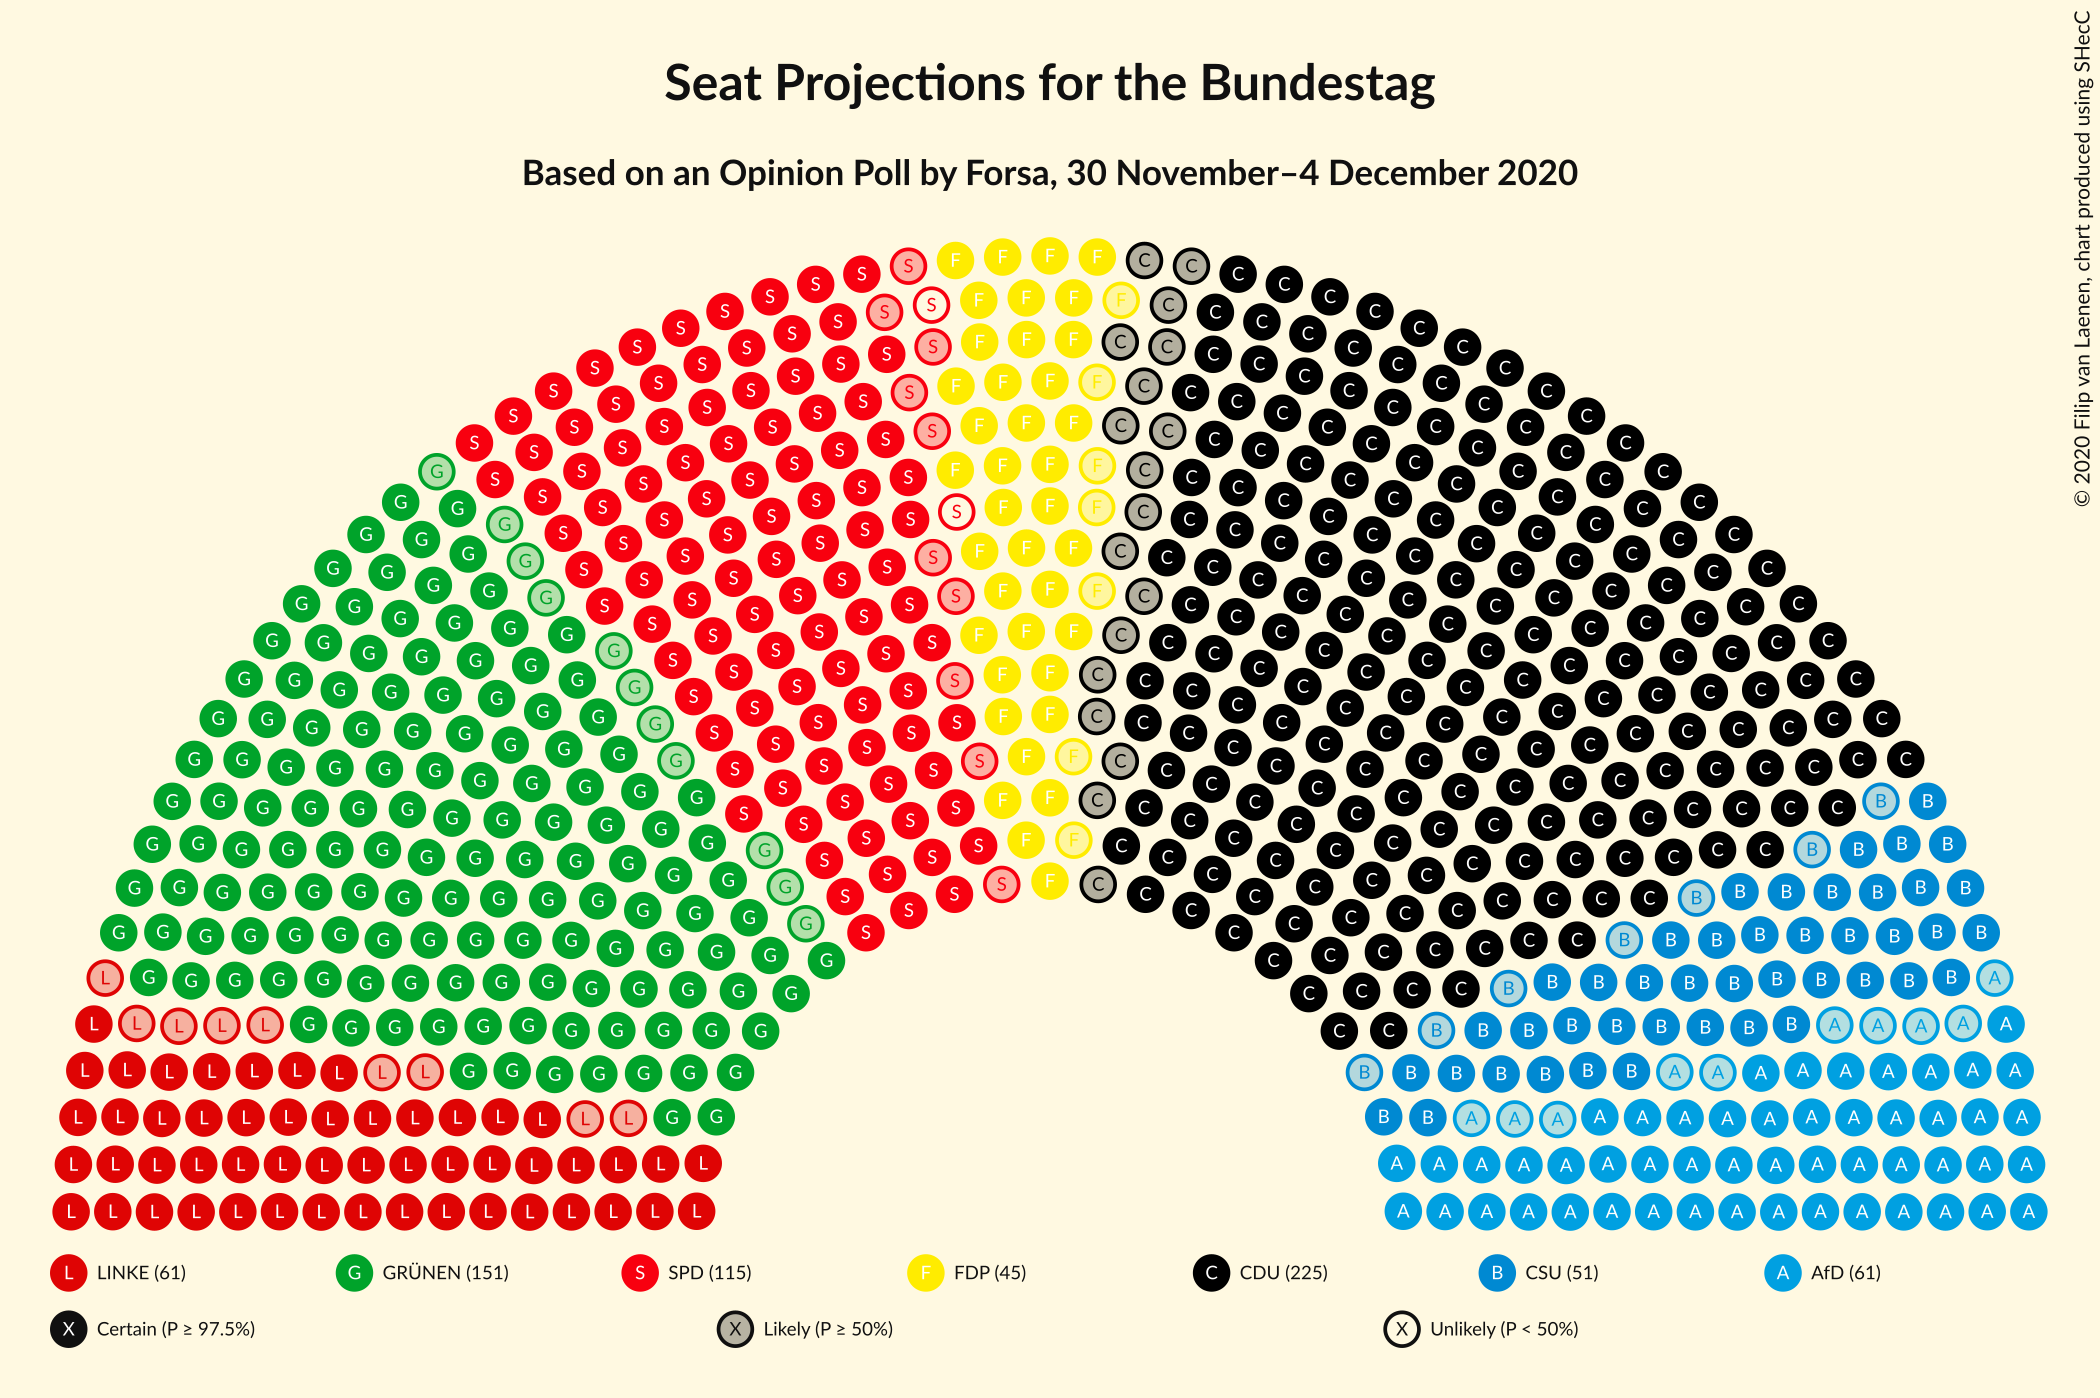 Seat Projections for the Bundestag
Based on an Opinion Poll by Forsa, 30 November–4 December 2020
© 2020 Filip van Laenen, chart produced using SHecC
L LINKE (61) G GRÜNEN (151) S SPD (115) F FDP (45) C CDU (225) B CSU (51) A AfD (61)
X Certain (P ≥ 97.5%) X Likely (P ≥ 50%) X Unlikely (P < 50%)